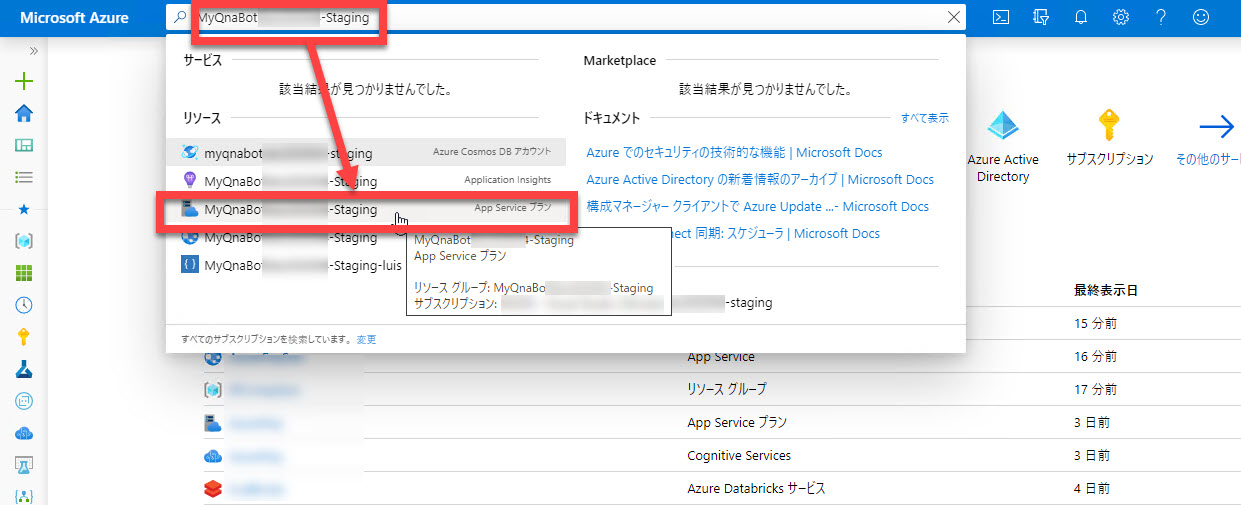 Microsoft Azure
MyQnaBot -Staging
サービス
該当結果が見つかりませんでした。
リソース
myqnabot -staging Azure Cosmos DB アカウント
MyQnaBot -Staging Application Insights
MyQnaBot -Staging App Service プラン
MyQnaBot -Staging
MyQnaBot -Staging-luis
すべてのサブスクリプションを検索しています。 変更
Marketplace
該当結果が見つかりませんでした。
ドキュメント すべて表示
Azure でのセキュリティの技術的な機能 | Microsoft Docs
Azure Active Directory の新着情報のアーカイブ | Microsoft Docs
構成マネージャー クライアントで Azure Update ...- Microsoft Docs
nect 同期: スケジューラ | Microsoft Docs
MyQnaBot -Staging
App Service プラン
リソース グループ: MyQnaBo -Staging
サブスクリプション:
-staging
Azure Active Directory
サブスクリプション
その他のサー
最終表示日
15 分前
App Service 16 分前
リソース グループ 17 分前
App Service プラン 3 日前
Cognitive Services 3 日前
Azure Databricks サービス 4 日前